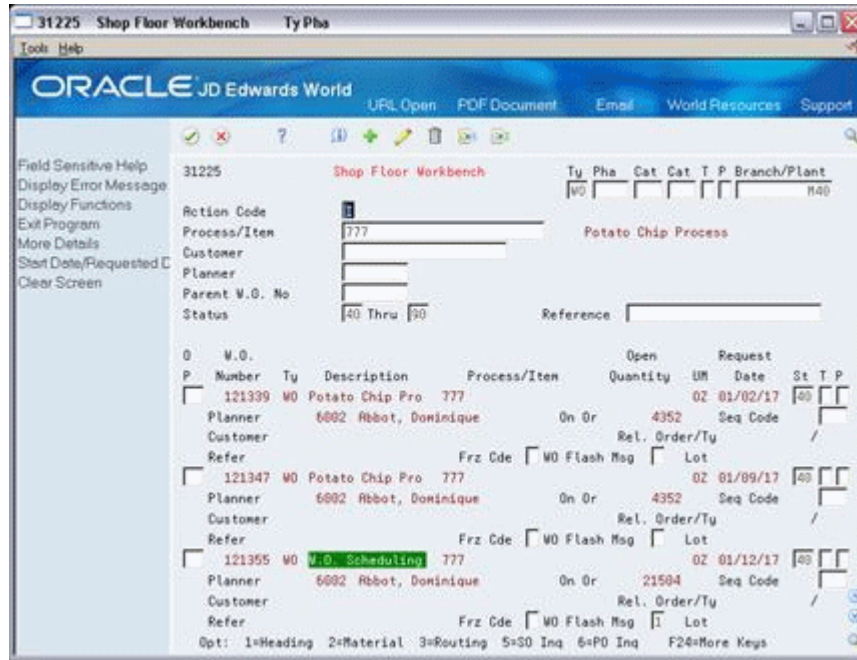 31225 Shop Floor Workbench Ty Pha
Tools Help
ORACLE JD Edwards World
URL Open PDF Document Email World Resources Support
Field Sensitive Help
Display Error Message
Display Functions
Exit Program
More Details
Start Date/Requested D
Clear Screen
31225 Shop Floor Workbench Ty Pha Cat Cat T P Branch/Plant
WO M40
Action Code I
Process/Item 777 Potato Chip Process
Customer
Planner
Parent W.O. No
Status 40 Thru 90 Reference
O W.O. Open Request
P Number Ty Description Process/Item Quantity UM Date St T P
121339 WO Potato Chip Pro 777 OZ 01/02/17 40
Planner 6002 Abbot, Dominique On Or 4352 Seq Code
Customer Rel. Order/Ty /
Refer Frz Cde WO Flash Msg Lot
121347 WO Potato Chip Pro 777 OZ 01/09/17 40
Planner 6002 Abbot, Dominique On Or 4352 Seq Code
Customer Rel. Order/Ty /
Refer Frz Cde WO Flash Msg Lot
121355 WO W.O. Scheduling 777 OZ 01/12/17 40
Planner 6002 Abbot, Dominique On Or 21504 Seq Code
Customer Rel. Order/Ty /
Refer Frz Cde WO Flash Msg 1 Lot
Opt: 1=Heading 2=Material 3=Routing 5=SO Inq 6=PO Inq F24=More Keys